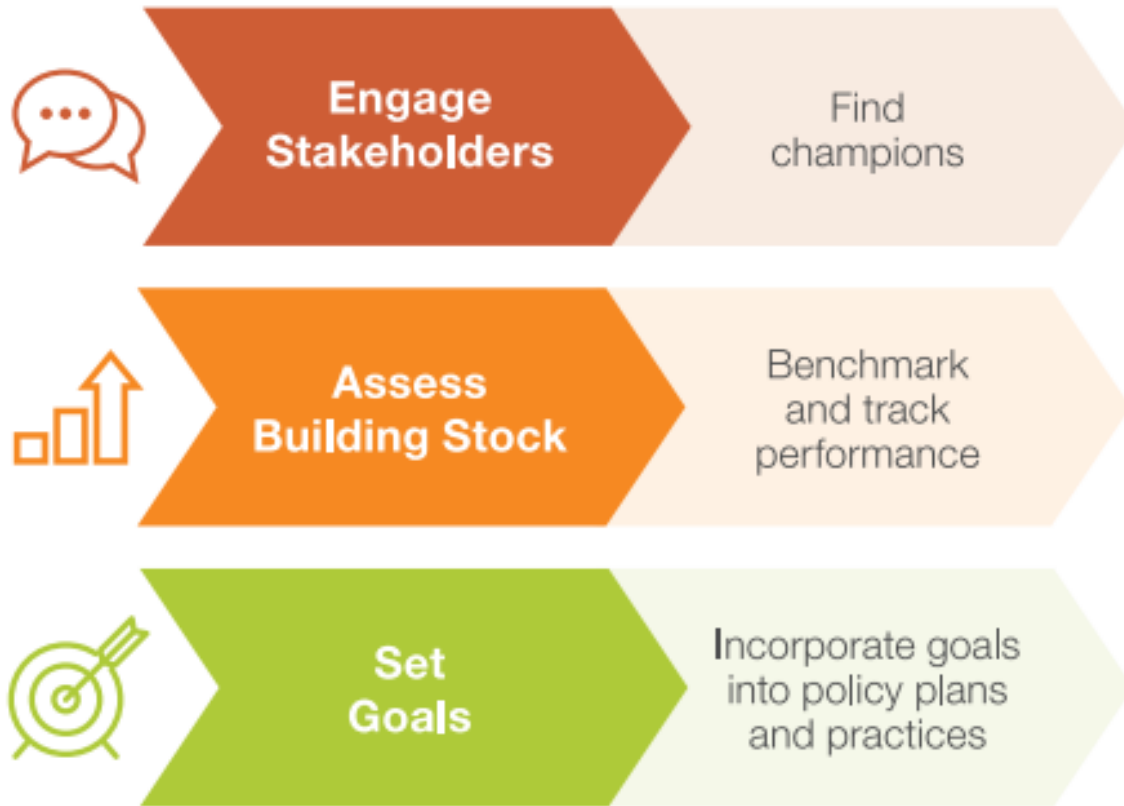 Engage
Stakeholders
Find
champions
Assess
Building Stock
Benchmark
and track
performance
Set
Goals
Incorporate goals
into policy plans
and practices